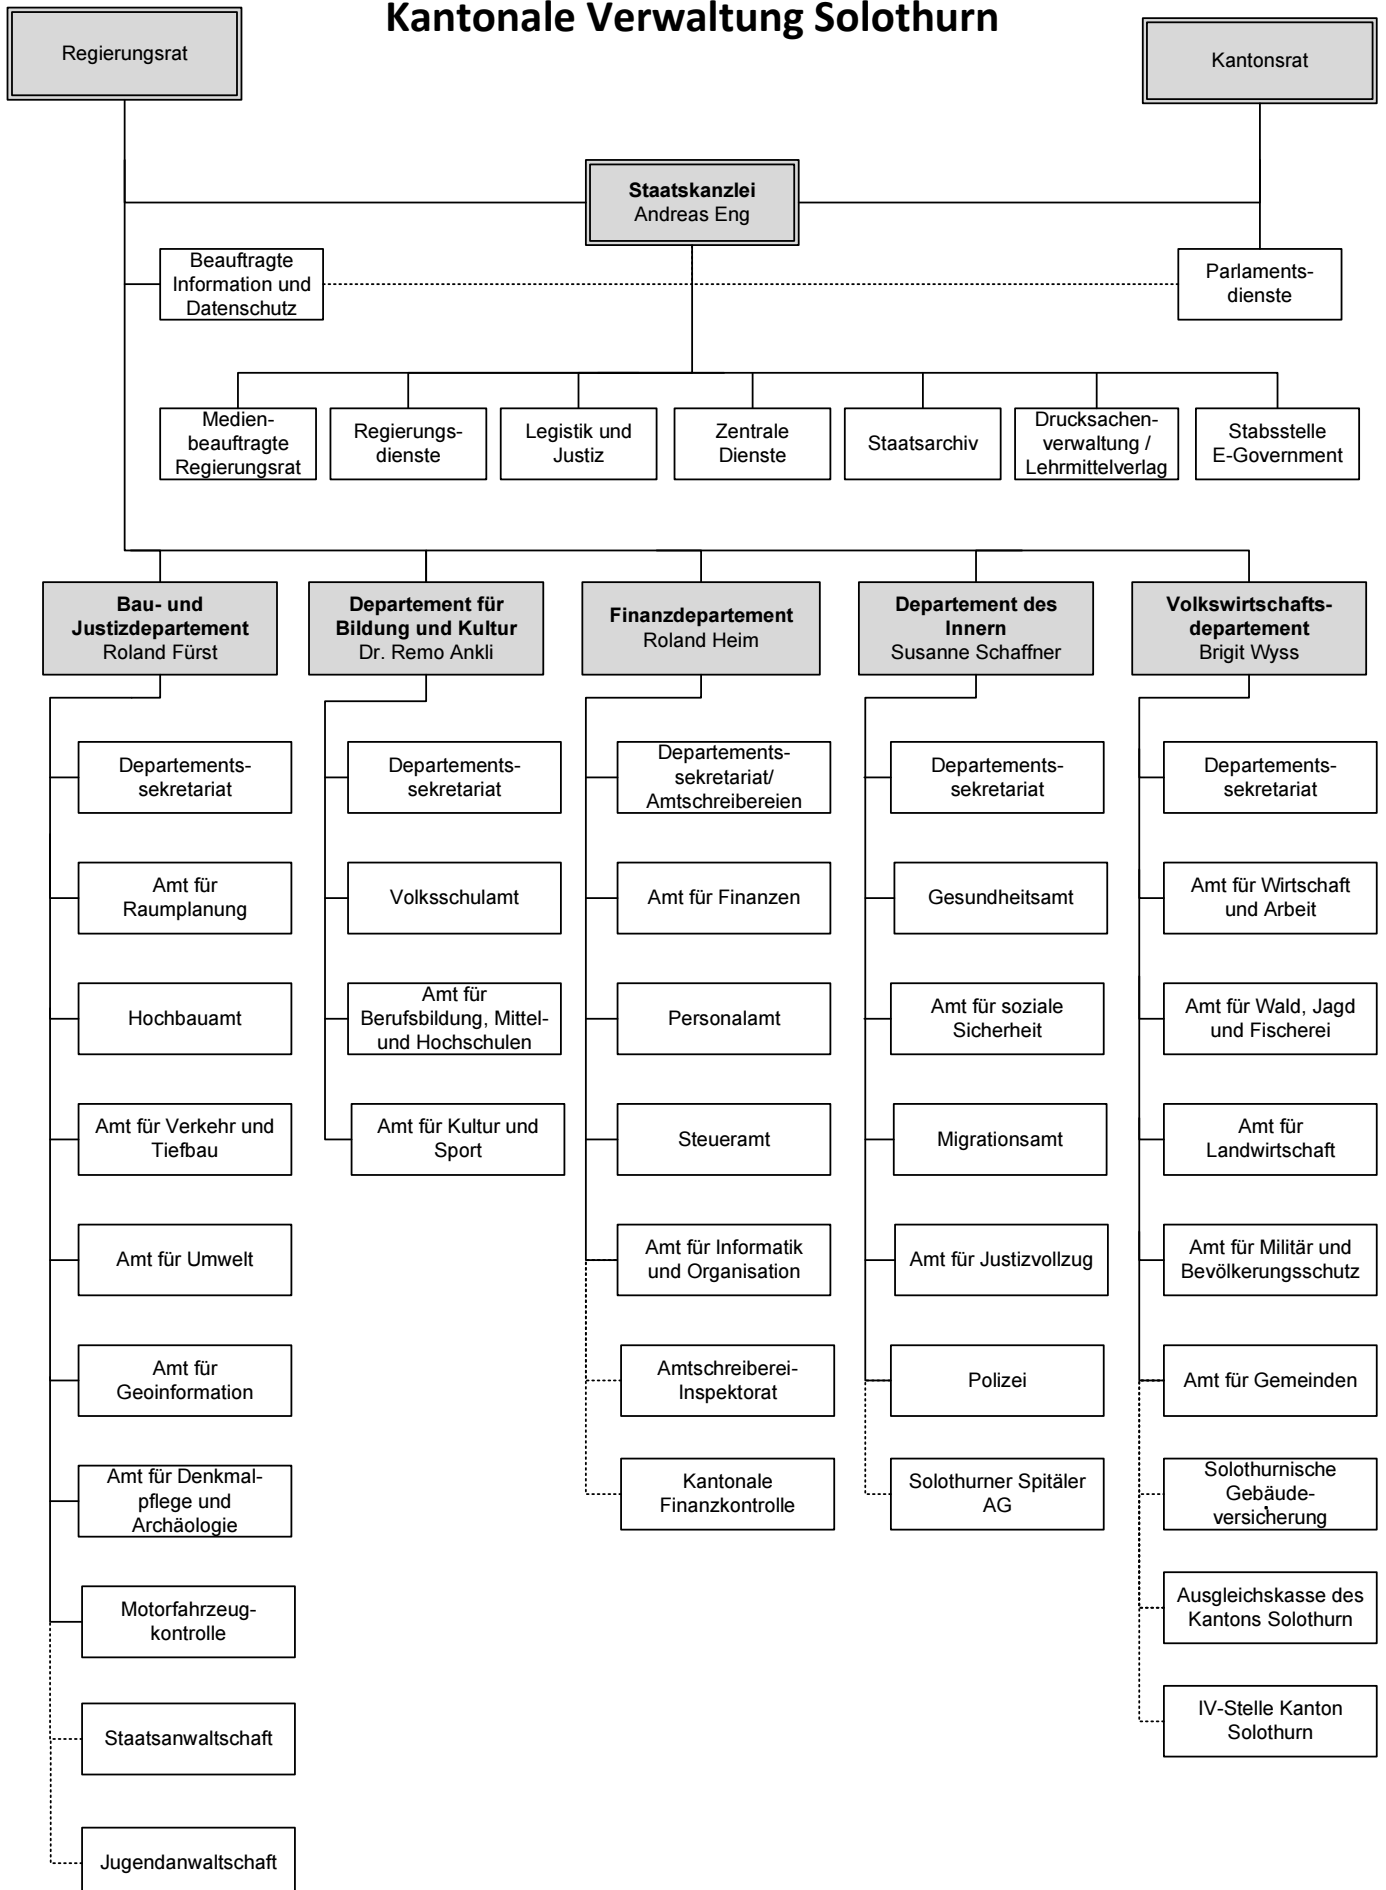 Kantonale Verwaltung Solothurn
Regierungsrat
Kantonsrat
Staatskanzlei
Andreas Eng
Beauftragte
Information und
Datenschutz
Parlaments-
dienste
Medien-
beauftragte
Regierungsrat
Regierungs-
dienste
Legistik und
Justiz
Zentrale
Dienste
Staatsarchiv
Drucksachen-
verwaltung /
Lehrmittelverlag
Stabsstelle
E-Government
Bau- und
Justizdepartement
Roland Fürst
Departement für
Bildung und Kultur
Dr. Remo Ankli
Finanzdepartement
Roland Heim
Departement des
Innern
Susanne Schaffner
Volkswirtschafts-
departement
Brigit Wyss
Departements-
sekretariat
Amt für
Raumplanung
Hochbauamt
Amt für Verkehr und
Tiefbau
Amt für Umwelt
Amt für
Geoinformation
Amt für Denkmal-
pflege und
Archäologie
Motorfahrzeug-
kontrolle
Staatsanwaltschaft
Jugendanwaltschaft
Departements-
sekretariat
Volksschulamt
Amt für
Berufsbildung, Mittel-
und Hochschulen
Amt für Kultur und
Sport
Departements-
sekretariat/
Amtschreibereien
Amt für Finanzen
Personalamt
Steueramt
Amt für Informatik
und Organisation
Amtschreiberei-
Inspektorat
Kantonale
Finanzkontrolle
Departements-
sekretariat
Gesundheitsamt
Amt für soziale
Sicherheit
Migrationsamt
Amt für Justizvollzug
Polizei
Solothurner Spitäler
AG
Departements-
sekretariat
Amt für Wirtschaft
und Arbeit
Amt für Wald, Jagd
und Fischerei
Amt für
Landwirtschaft
Amt für Militär und
Bevölkerungsschutz
Amt für Gemeinden
Solothurnische
Gebäude-
versicherung
Ausgleichskasse des
Kantons Solothurn
IV-Stelle Kanton
Solothurn